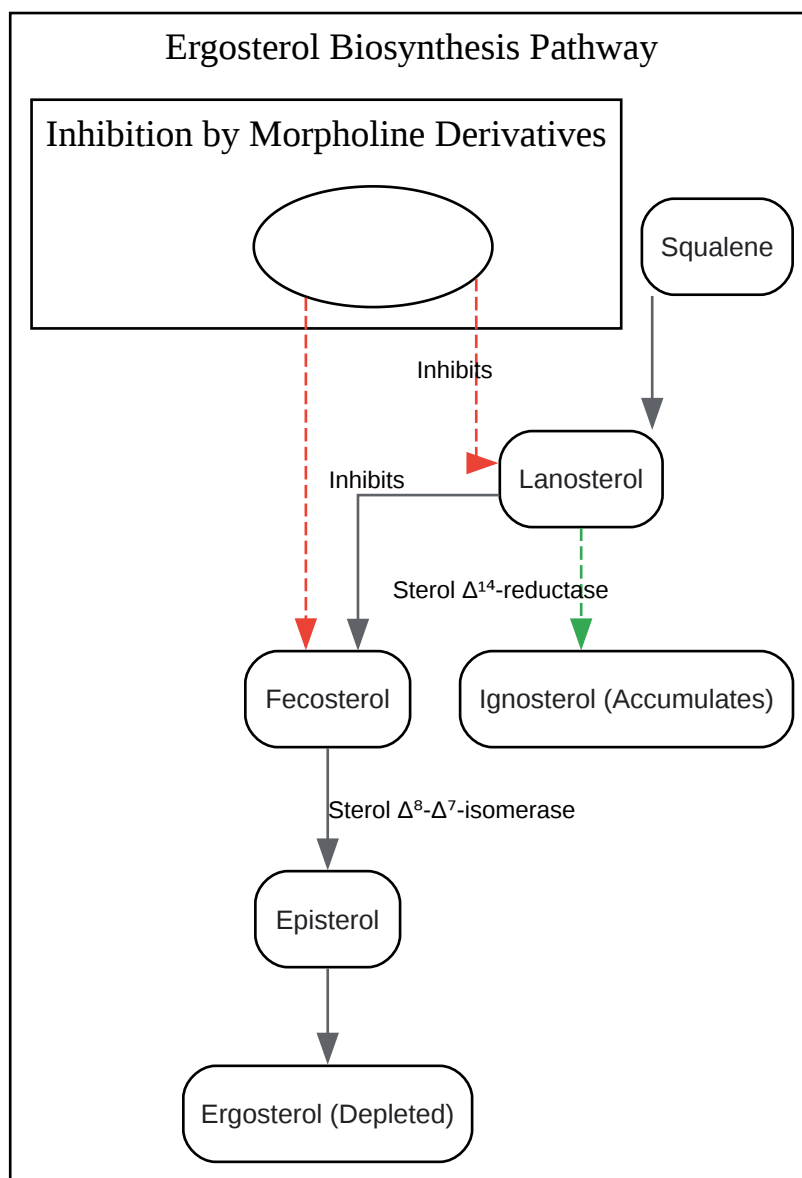 Ergosterol Biosynthesis Pathway
Inhibition by Morpholine Derivatives
Squalene
Inhibits
Lanosterol
Inhibits
Sterol Δ¹⁴-reductase
Fecosterol
Ignosterol (Accumulates)
Sterol Δ⁸-Δ⁷-isomerase
Episterol
Ergosterol (Depleted)